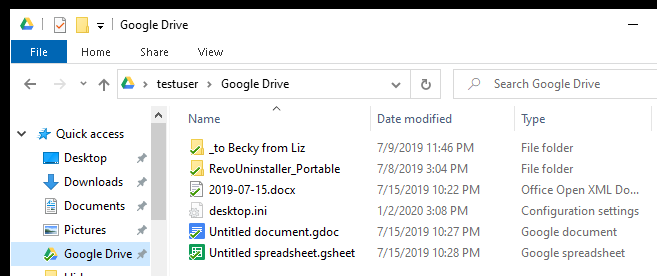 Google Drive
File Home Share View
testuser Google Drive Search Google Drive
Name Date modified Type
Quick access
Desktop
Downloads
Documents
Pictures
Google Drive
_to Becky from Liz 7/9/2019 11:46 PM File folder
RevoUninstaller_Portable 7/8/2019 3:04 PM File folder
2019-07-15.docx 7/15/2019 10:22 PM Office Open XML Do...
desktop.ini 1/2/2020 3:08 PM Configuration settings
Untitled document.gdoc 7/15/2019 10:27 PM Google document
Untitled spreadsheet.gsheet 7/15/2019 10:28 PM Google spreadsheet